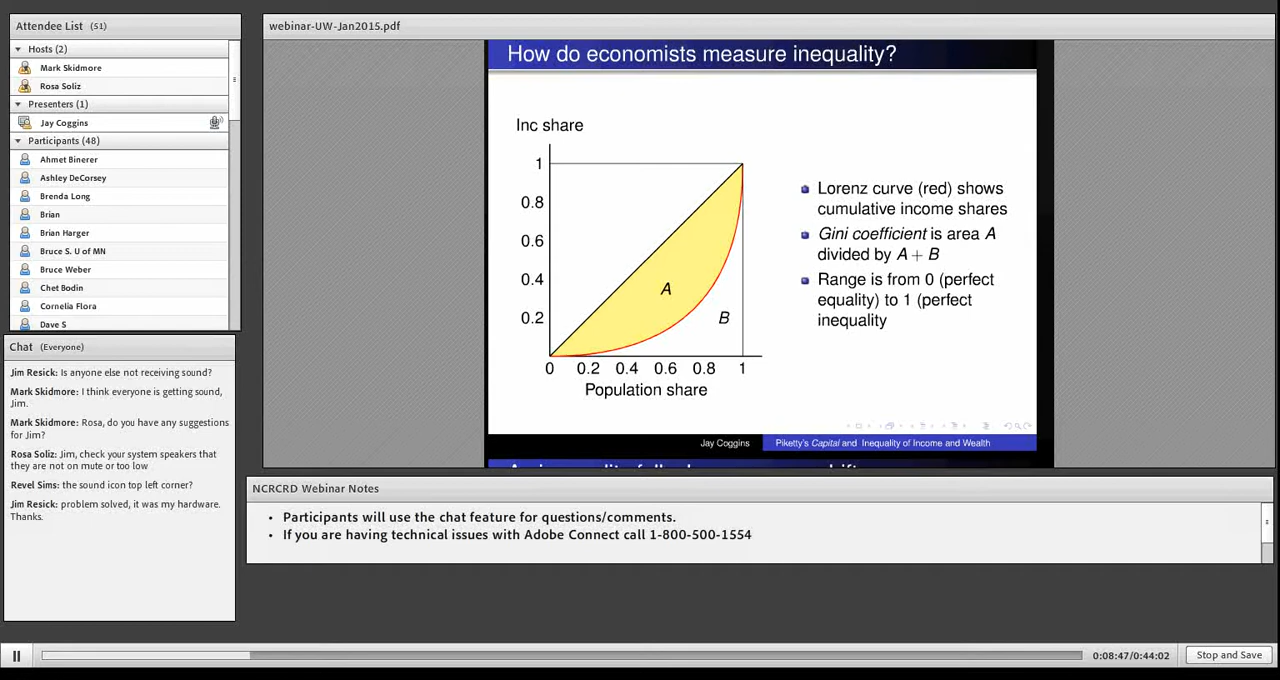 Attendee List (51)
Hosts (2)
Mark Skidmore
Rosa Soliz
Presenters (1)
Jay Coggins
Participants (48)
Ahmet Binerer
Ashley DeCorsey
Brenda Long
Brian
Brian Harger
Bruce S. U of MN
Bruce Weber
Chet Bodin
Cornelia Flora
Dave S
Chat (Everyone)
Jim Resick: Is anyone else not receiving sound?
Mark Skidmore: I think everyone is getting sound,
Jim.
Mark Skidmore: Rosa, do you have any suggestions
for Jim?
Rosa Soliz: Jim, check your system speakers that
they are not on mute or too low
Revel Sims: the sound icon top left corner?
Jim Resick: problem solved, it was my hardware.
Thanks.
webinar-UW-Jan2015.pdf
How do economists measure inequality?
Inc share
1
0.8
0.6
0.4
0.2
A
B
0 0.2 0.4 0.6 0.8 1
Population share
Lorenz curve (red) shows
cumulative income shares
Gini coefficient is area A
divided by A + B
Range is from 0 (perfect
equality) to 1 (perfect
inequality
Jay Coggins
Piketty's Capital and Inequality of Income and Wealth
NCRCRD Webinar Notes
• Participants will use the chat feature for questions/comments.
• If you are having technical issues with Adobe Connect call 1-800-500-1554
0:08:47/0:44:02
Stop and Save